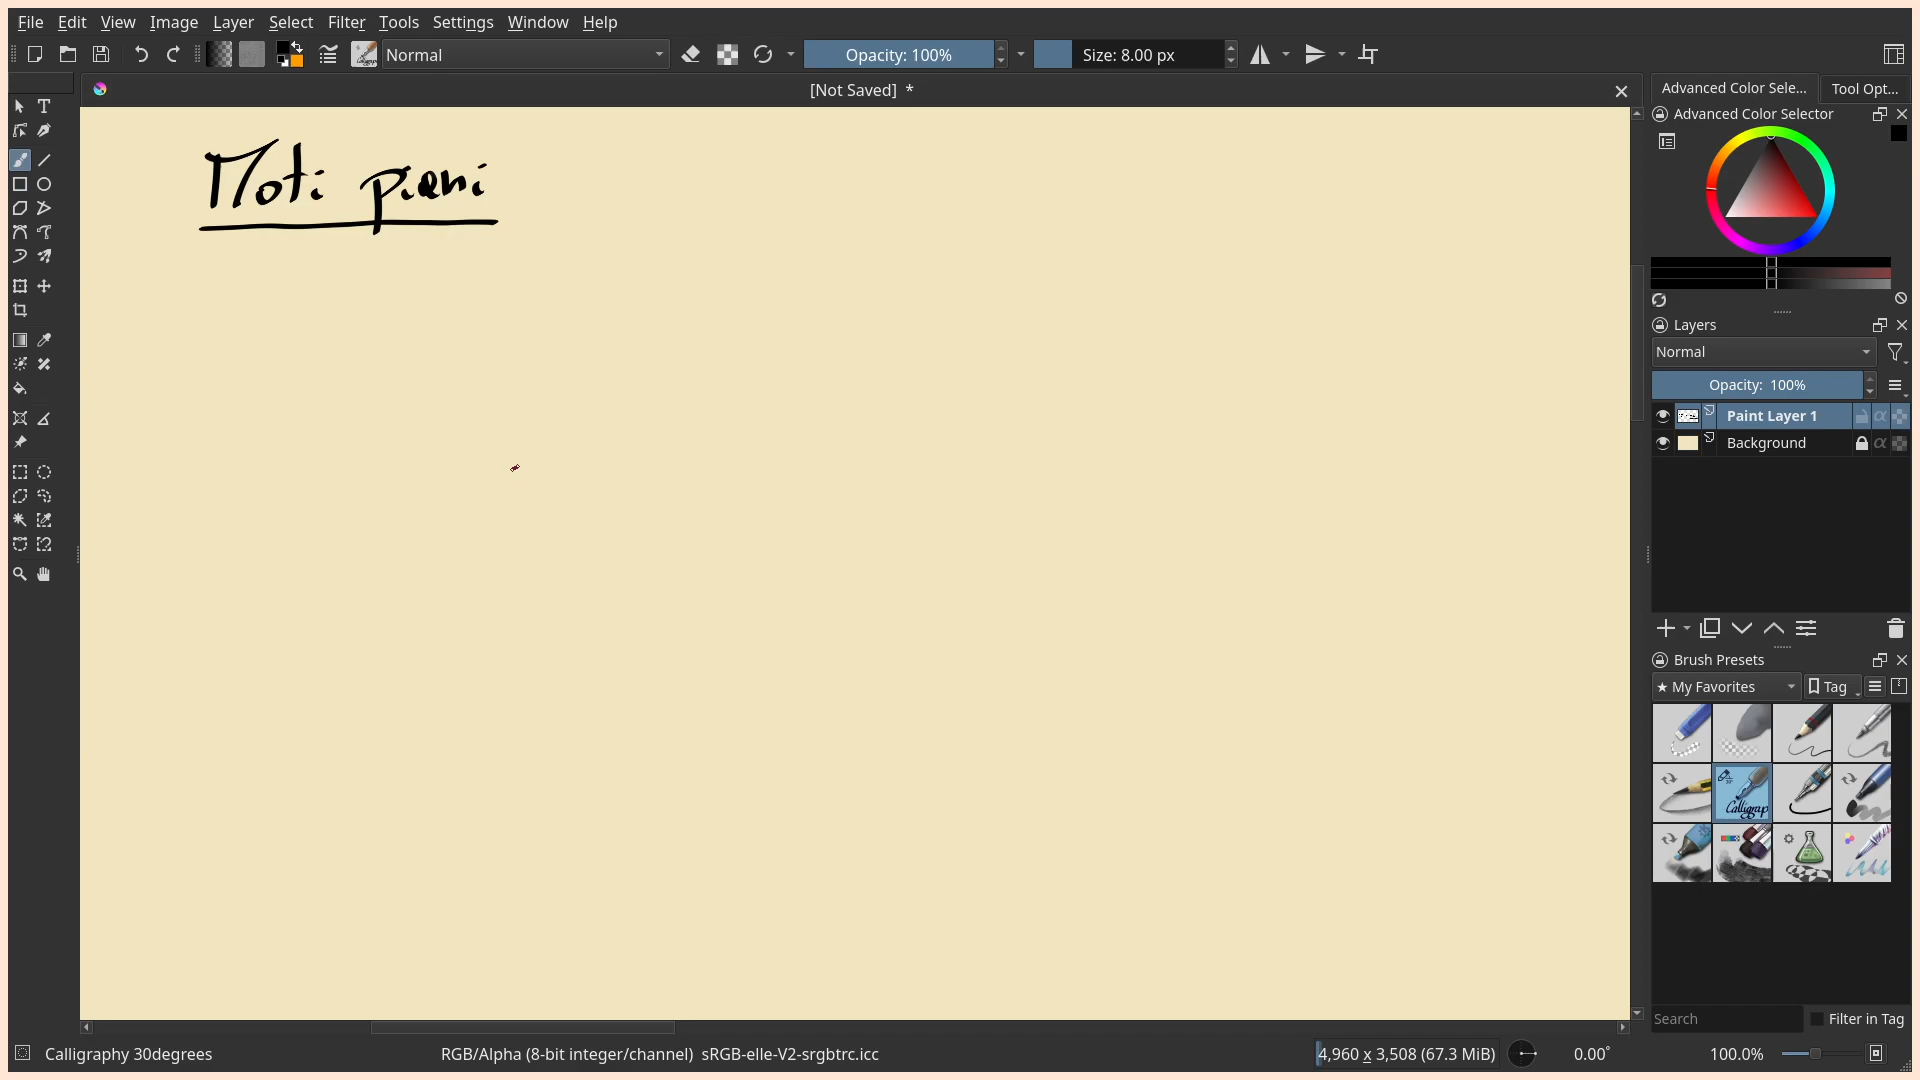 File Edit View Image Layer Select Filter Tools Settings Window Help
Normal Opacity: 100% Size: 8.00 px
[Not Saved] *
Advanced Color Sele... Tool Opt...
Advanced Color Selector
Moti piani
Layers
Normal
Opacity: 100%
Paint Layer 1
Background
Brush Presets
★ My Favorites Tag
Search Filter in Tag
Calligraphy 30degrees RGB/Alpha (8-bit integer/channel) sRGB-elle-V2-srgbtrc.icc 4,960 x 3,508 (67.3 MiB) 0.00° 100.0%